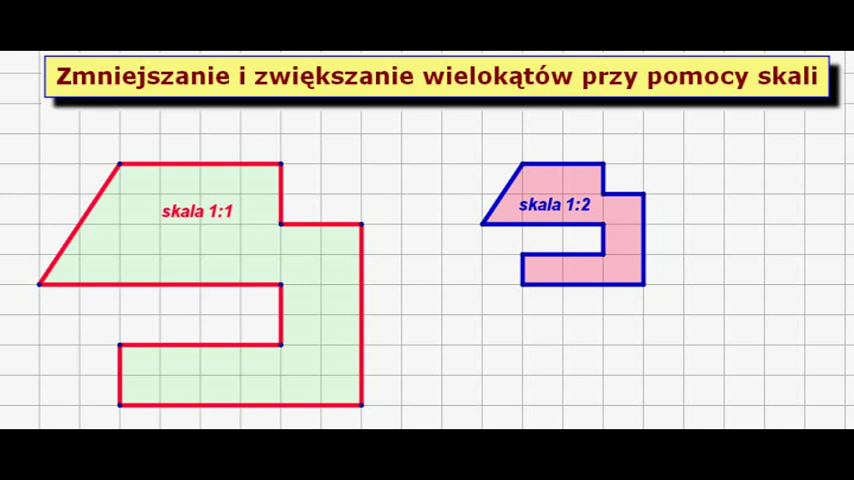 Zmniejszanie i zwiększanie wielokątów przy pomocy skali
skala 1:1
skala 1:2